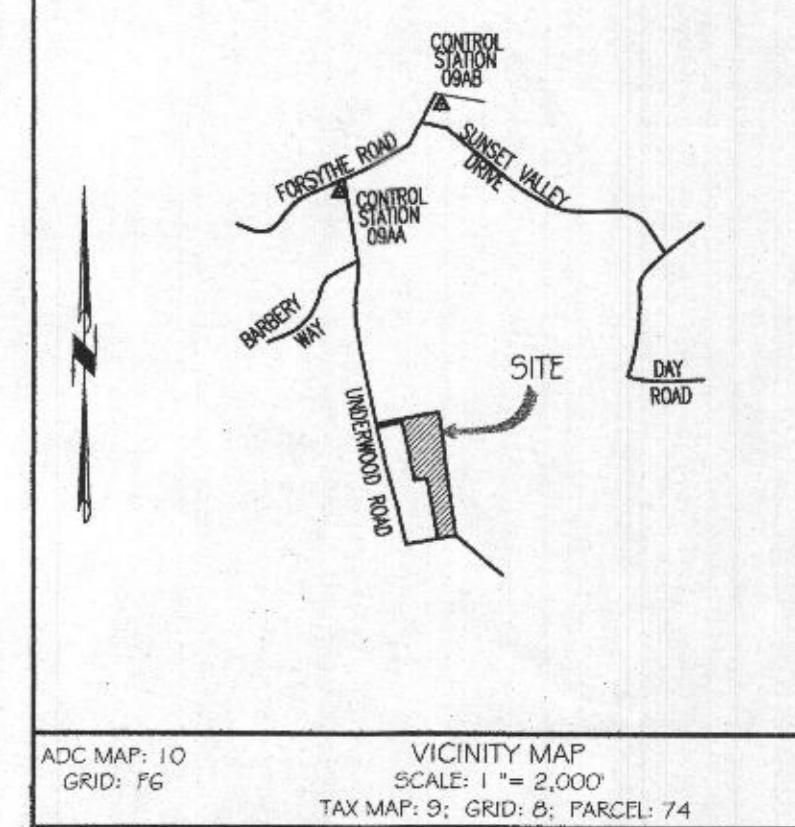 CONTROL
STATION
09AB
FORSYTHE ROAD
SUNSET VALLEY
DRIVE
CONTROL
STATION
09AA
BARBERY
WAY
SITE
DAY
ROAD
UNDERWOOD ROAD
ADC MAP: 10
GRID: F6
VICINITY MAP
SCALE: 1 "= 2,000'
TAX MAP: 9; GRID: 8; PARCEL: 74